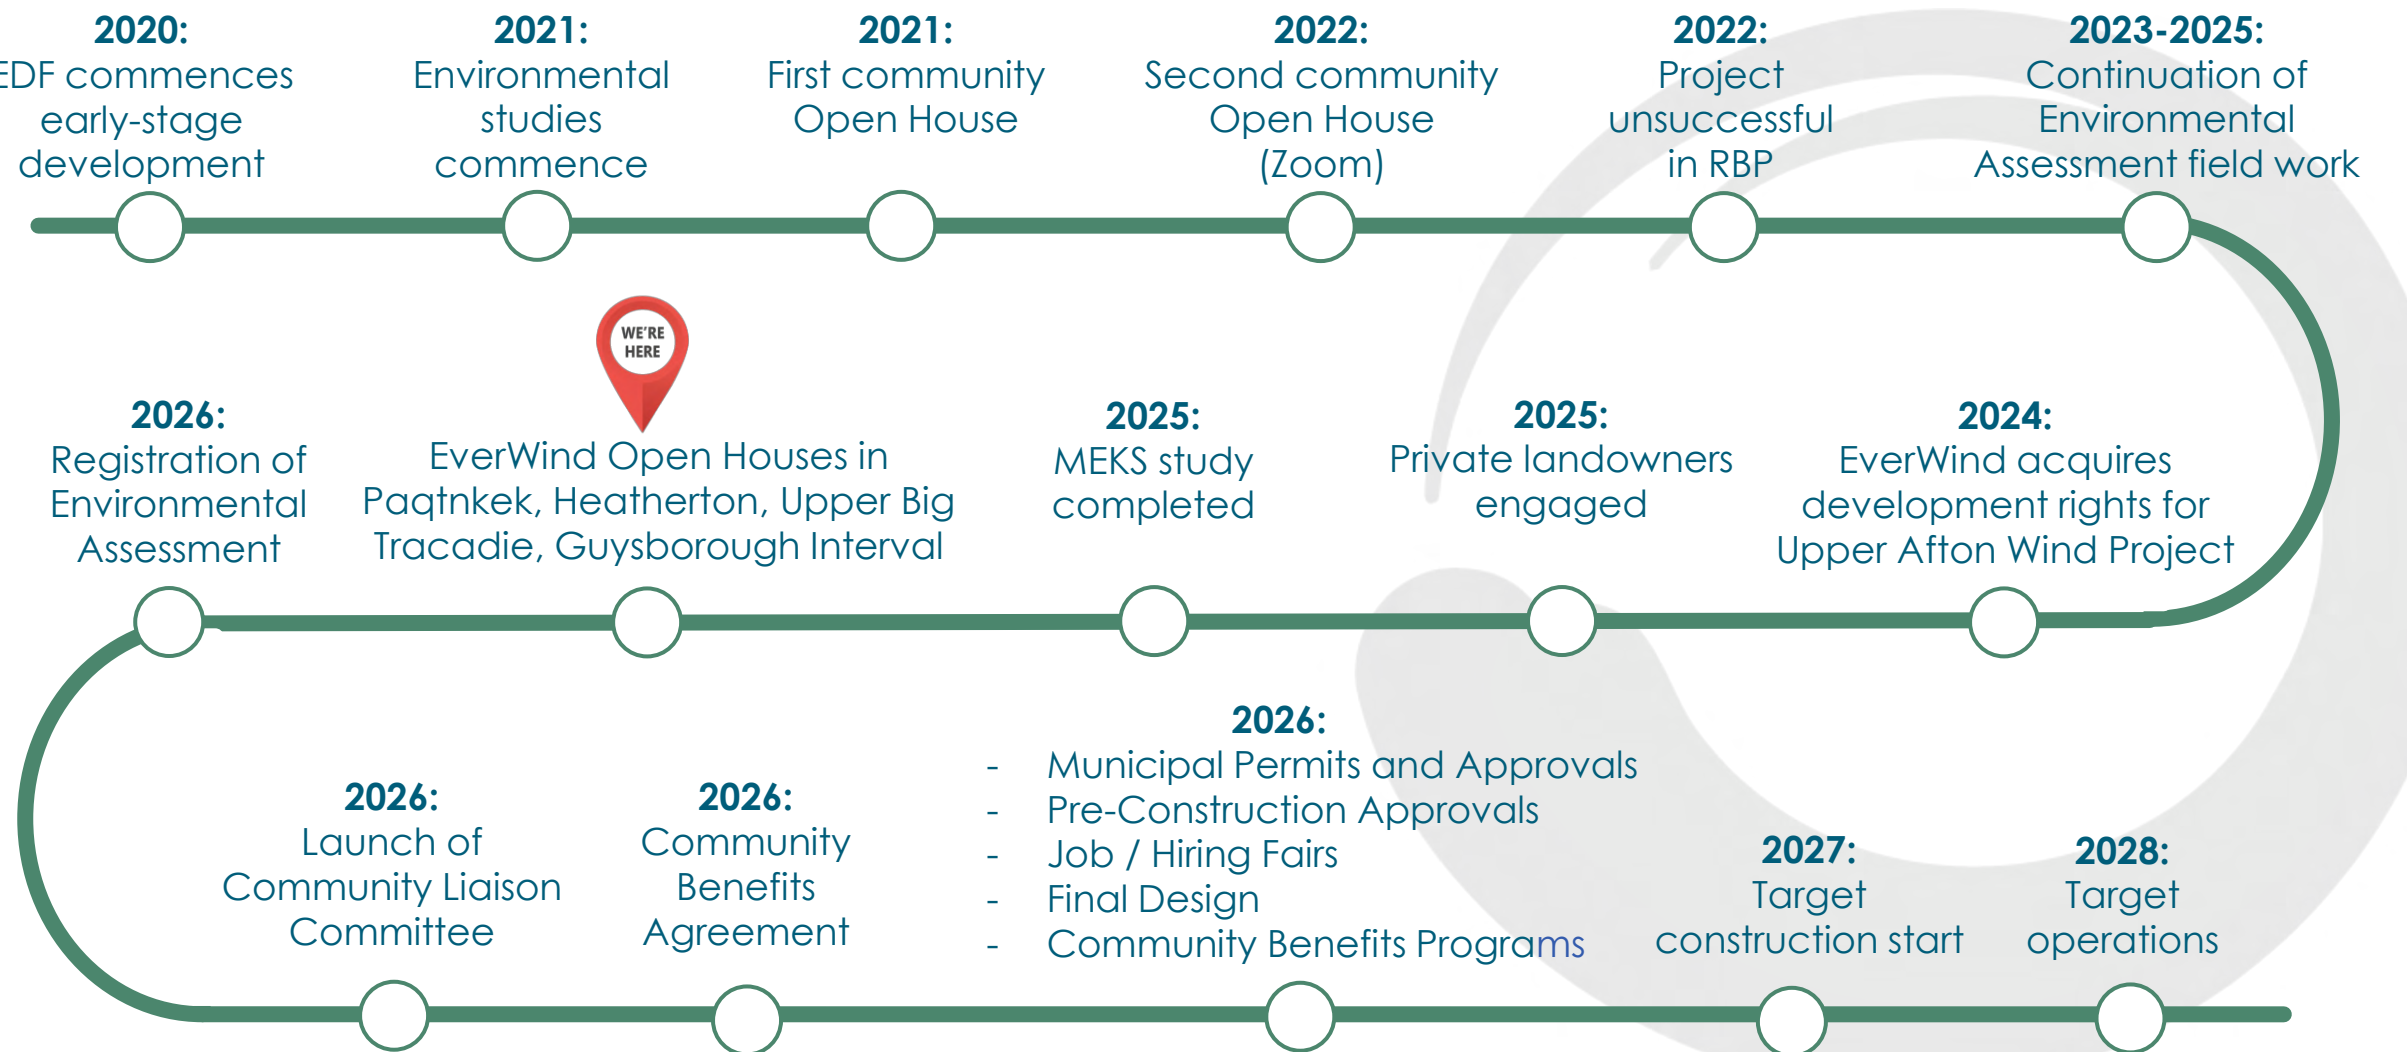 2020:
EDF commences
early-stage
development
2021:
Environmental
studies
commence
2021:
First community
Open House
2022:
Second community
Open House
(Zoom)
2022:
Project
unsuccessful
in RBP
2023-2025:
Continuation of
Environmental
Assessment field work
WE'RE
HERE
2026:
Registration of
Environmental
Assessment
EverWind Open Houses in
Paqtnkek, Heatherton, Upper Big
Tracadie, Guysborough Interval
2025:
MEKS study
completed
2025:
Private landowners
engaged
2024:
EverWind acquires
development rights for
Upper Afton Wind Project
2026:
Launch of
Community Liaison
Committee
2026:
Community
Benefits
Agreement
2026:
- Municipal Permits and Approvals
- Pre-Construction Approvals
- Job / Hiring Fairs
- Final Design
- Community Benefits Programs
2027:
Target
construction start
2028:
Target
operations